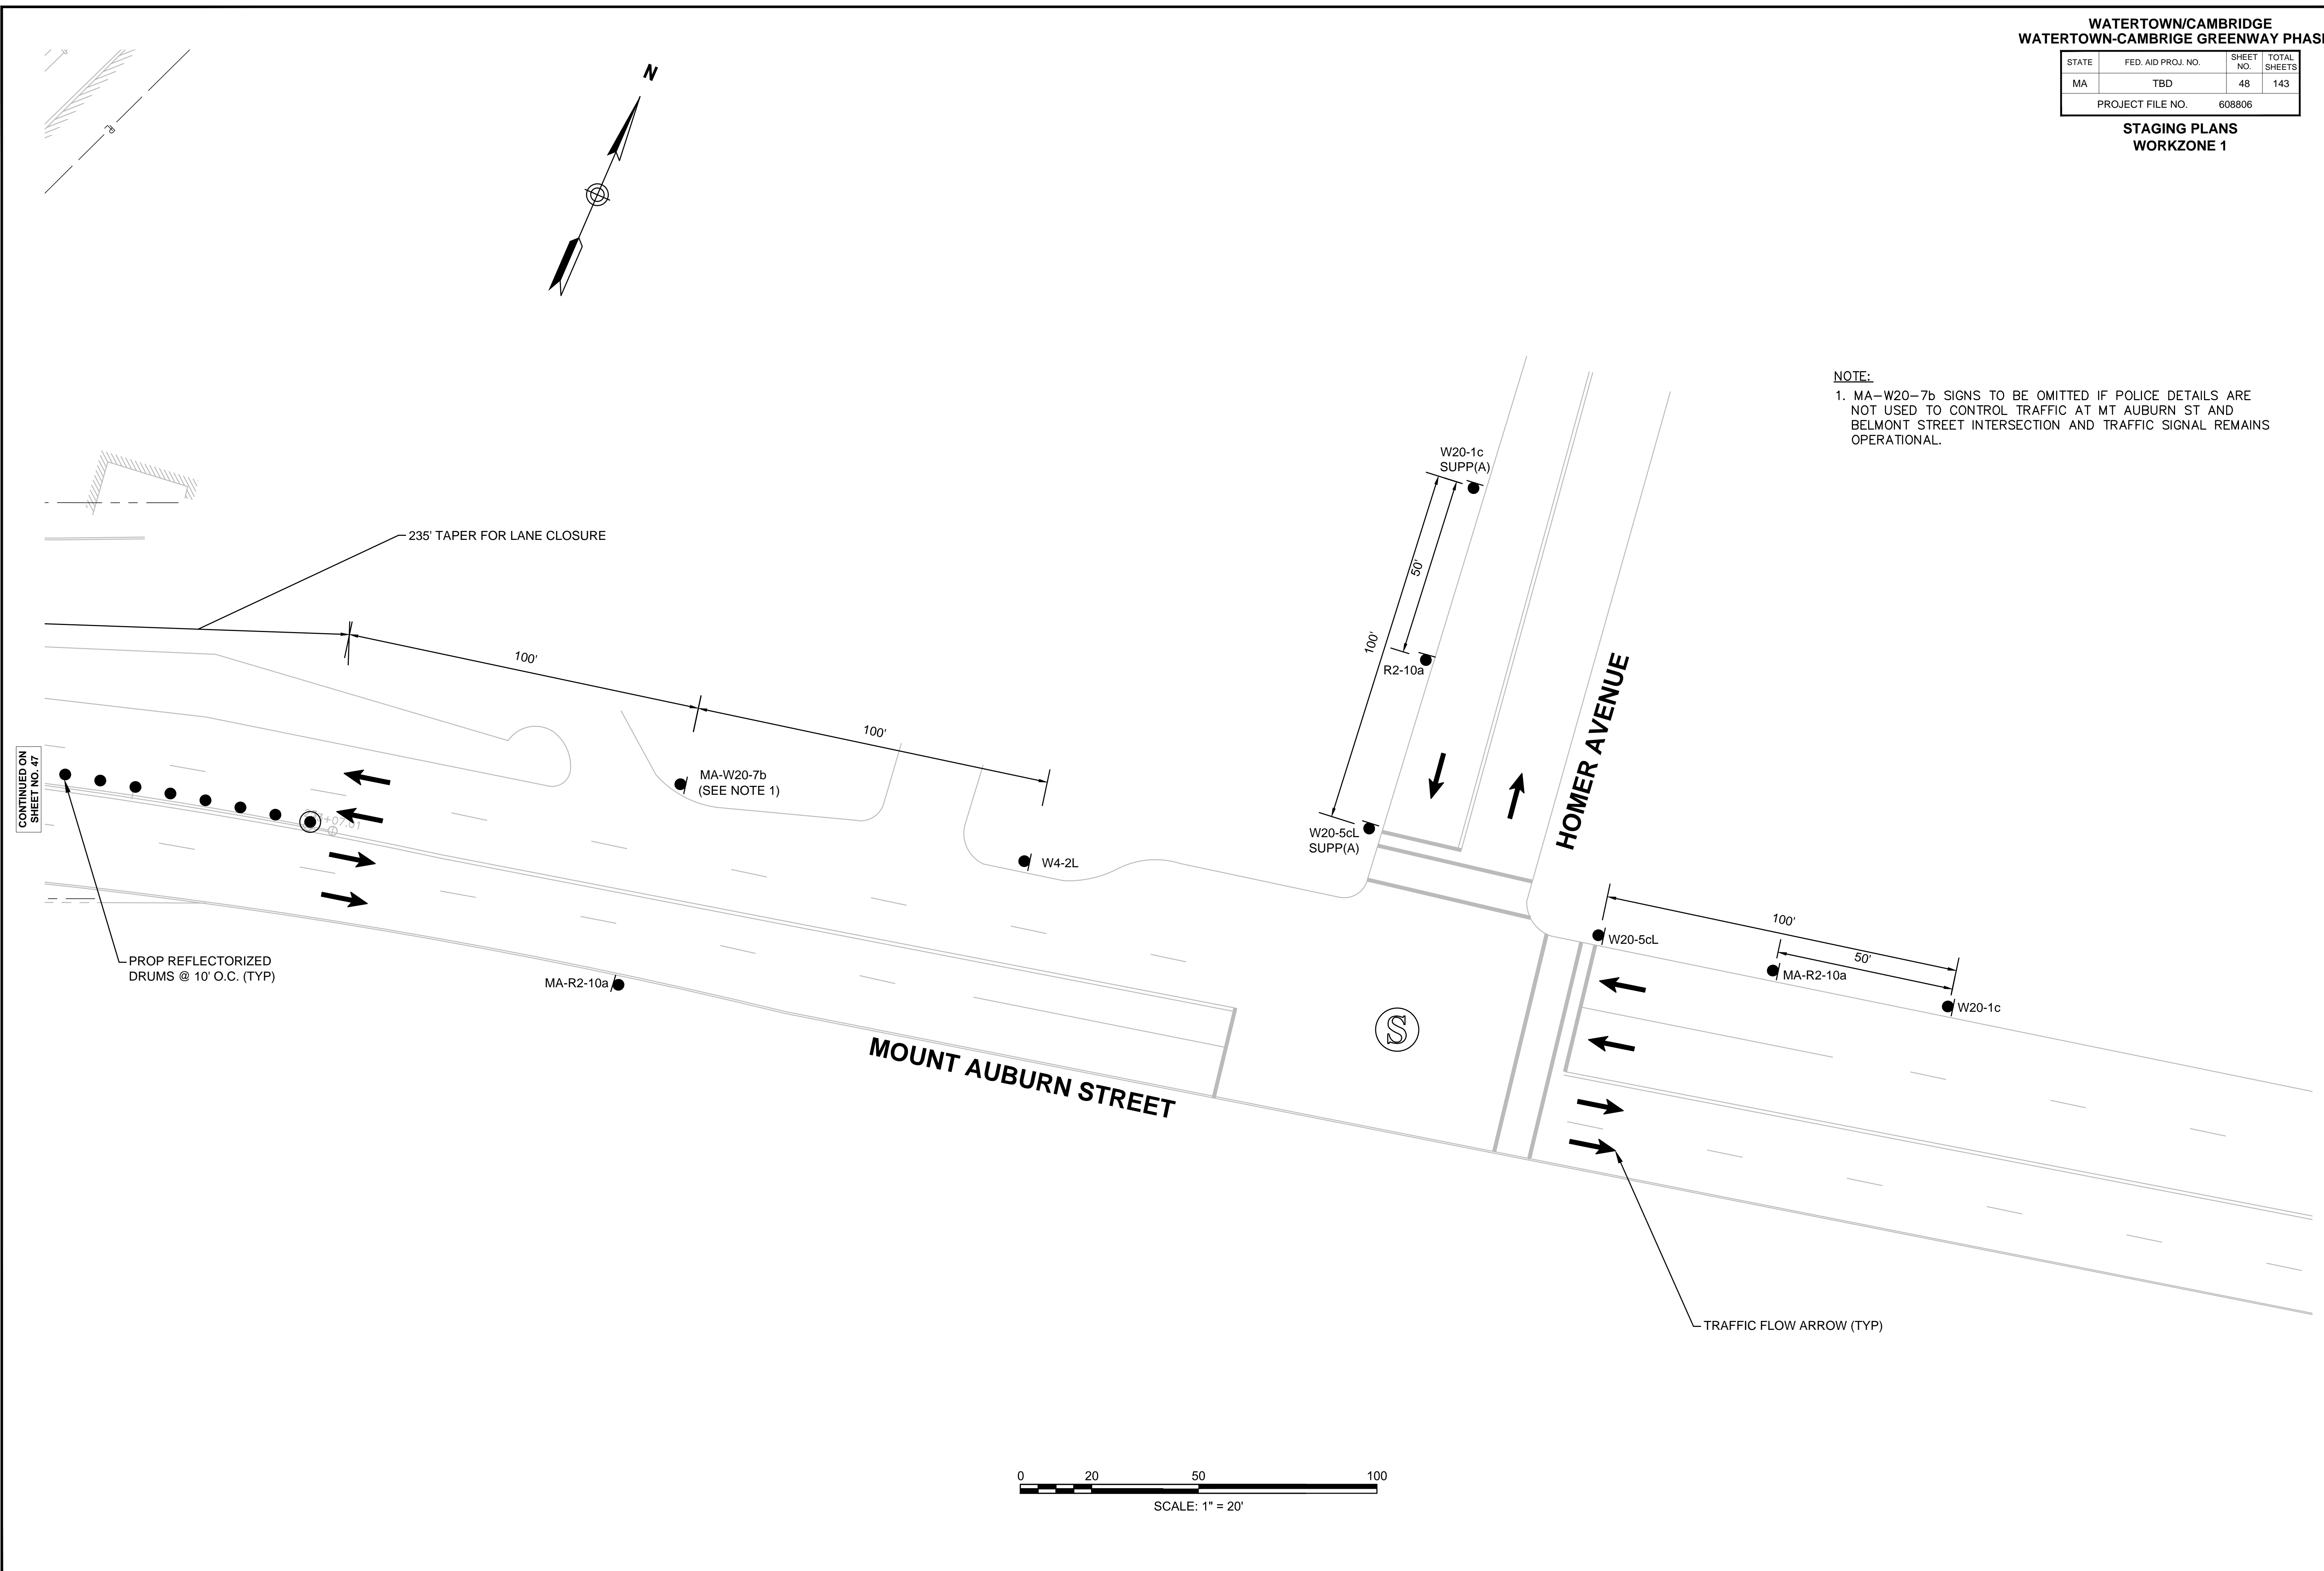 WATERTOWN/CAMBRIDGE
WATERTOWN-CAMBRIGE GREENWAY PHAS
STATE FED. AID PROJ. NO. SHEET NO. TOTAL SHEETS
MA TBD 48 143
PROJECT FILE NO. 608806
STAGING PLANS
WORKZONE 1
N
NOTE:
1. MA-W20-7b SIGNS TO BE OMITTED IF POLICE DETAILS ARE
NOT USED TO CONTROL TRAFFIC AT MT AUBURN ST AND
BELMONT STREET INTERSECTION AND TRAFFIC SIGNAL REMAINS
OPERATIONAL.
W20-1c
SUPP(A)
50'
100'
R2-10a
W20-5cL
SUPP(A)
HOMER AVENUE
235' TAPER FOR LANE CLOSURE
100'
100'
CONTINUED ON
SHEET NO. 47
MA-W20-7b
(SEE NOTE 1)
W4-2L
+07.61
100'
50'
W20-5cL
MA-R2-10a
W20-1c
PROP REFLECTORIZED
DRUMS @ 10' O.C. (TYP)
MA-R2-10a
S
MOUNT AUBURN STREET
TRAFFIC FLOW ARROW (TYP)
0 20 50 100
SCALE: 1" = 20'